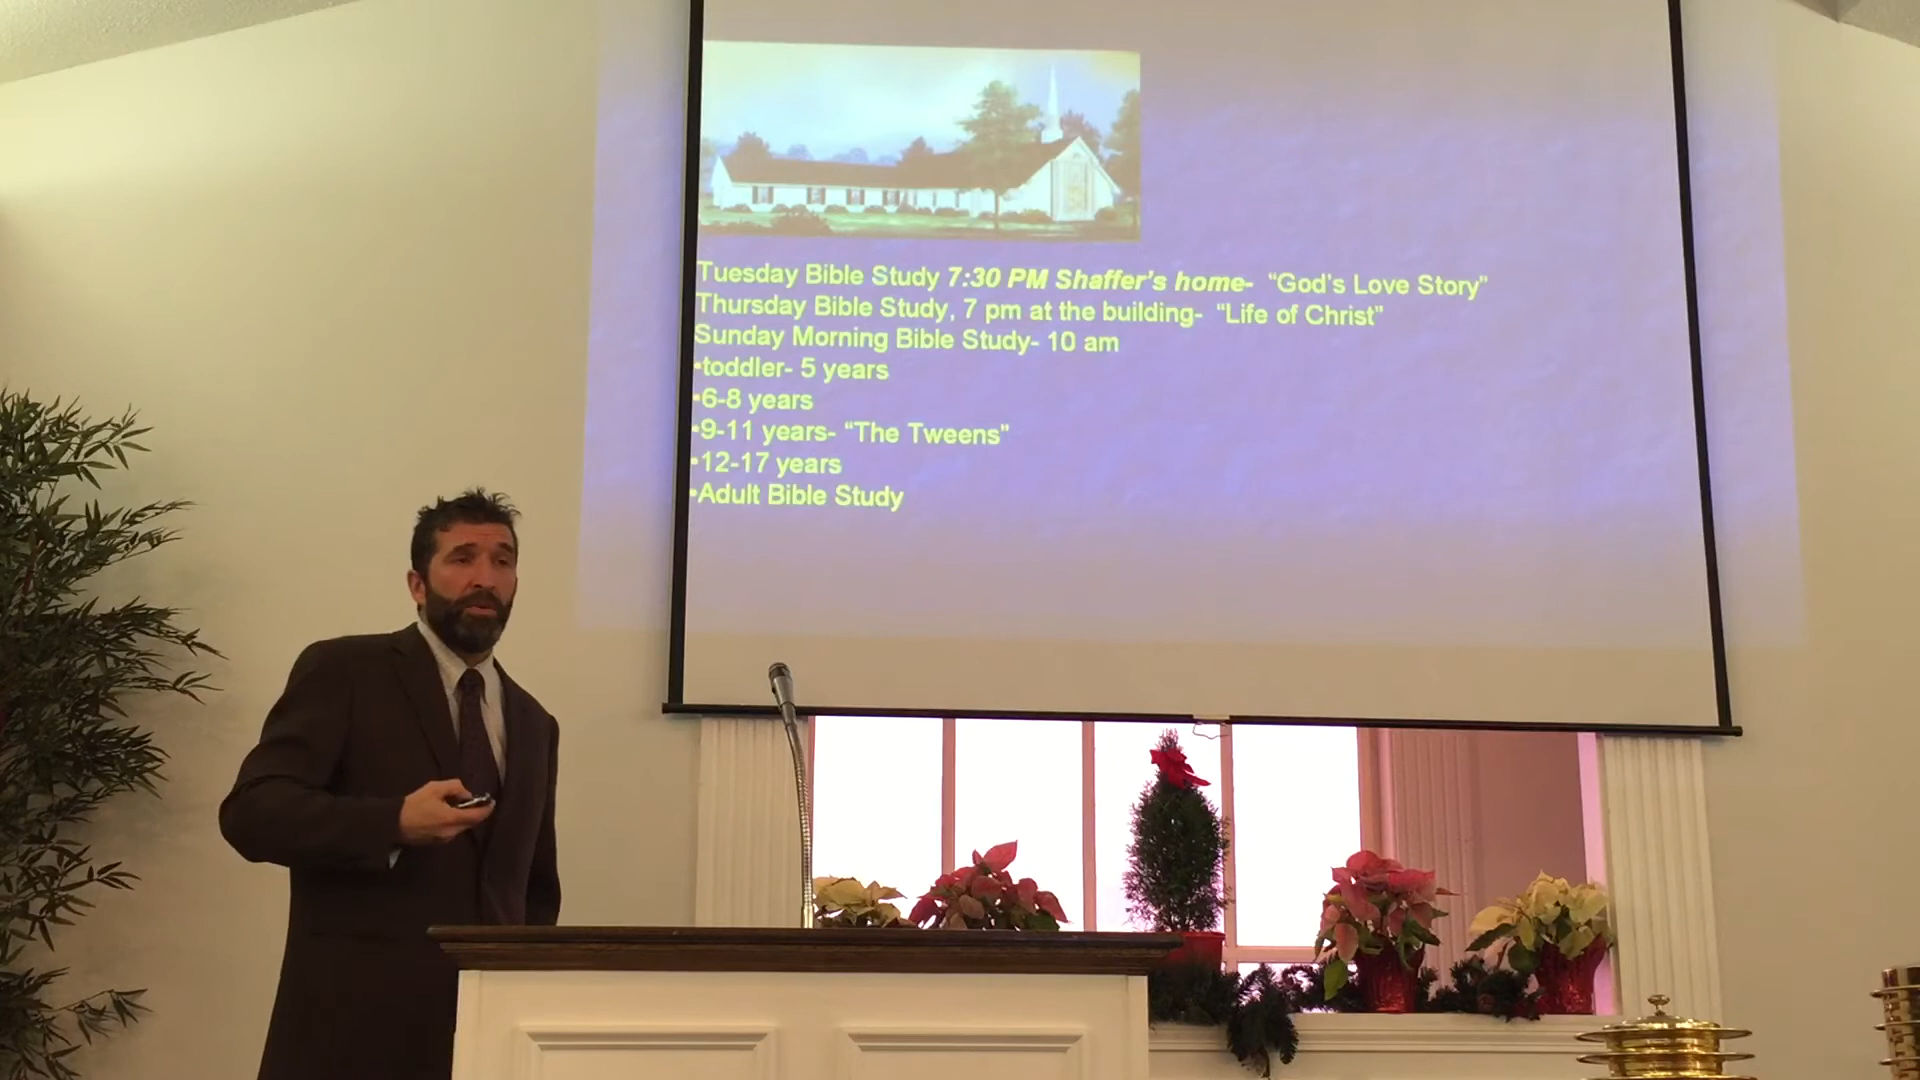 Tuesday Bible Study 7:30 PM Shaffer's home- “God's Love Story”
Thursday Bible Study, 7 pm at the building- “Life of Christ”
Sunday Morning Bible Study- 10 am
•toddler- 5 years
•6-8 years
•9-11 years- “The Tweens”
•12-17 years
•Adult Bible Study